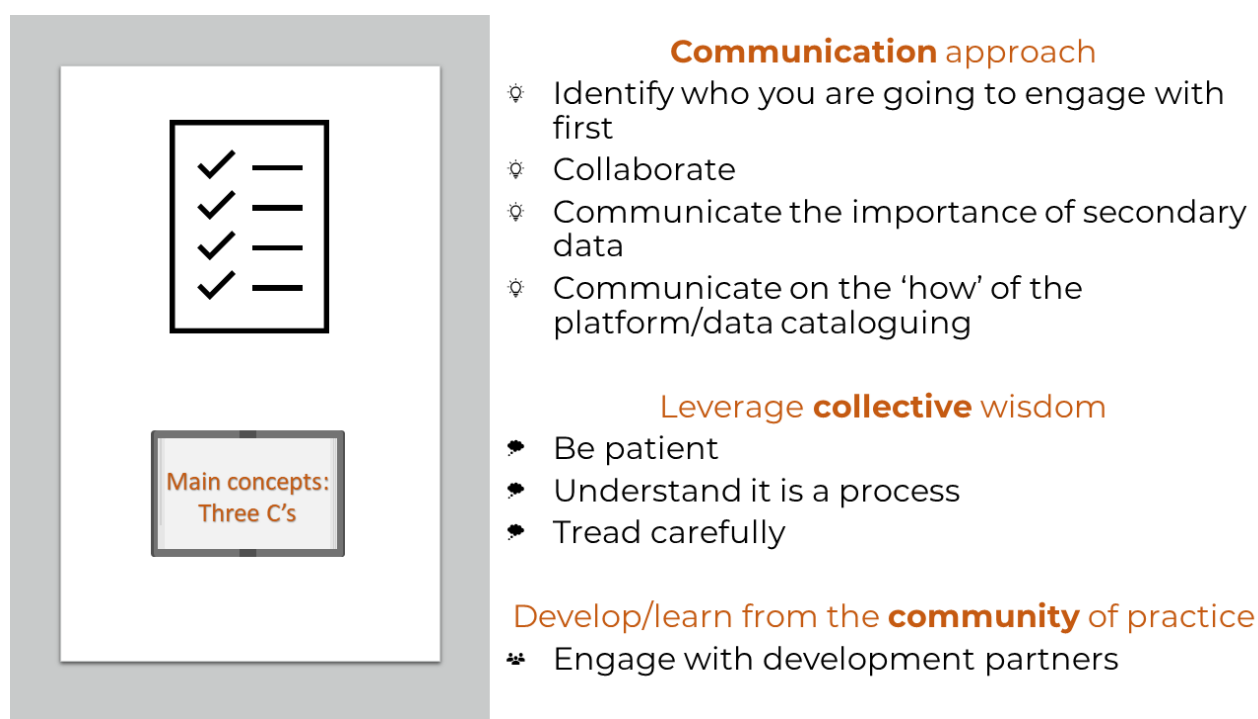 Main concepts:
Three C's
Communication approach
Identify who you are going to engage with
first
Collaborate
Communicate the importance of secondary
data
Communicate on the ‘how’ of the
platform/data cataloguing
Leverage collective wisdom
Be patient
Understand it is a process
Tread carefully
Develop/learn from the community of practice
Engage with development partners